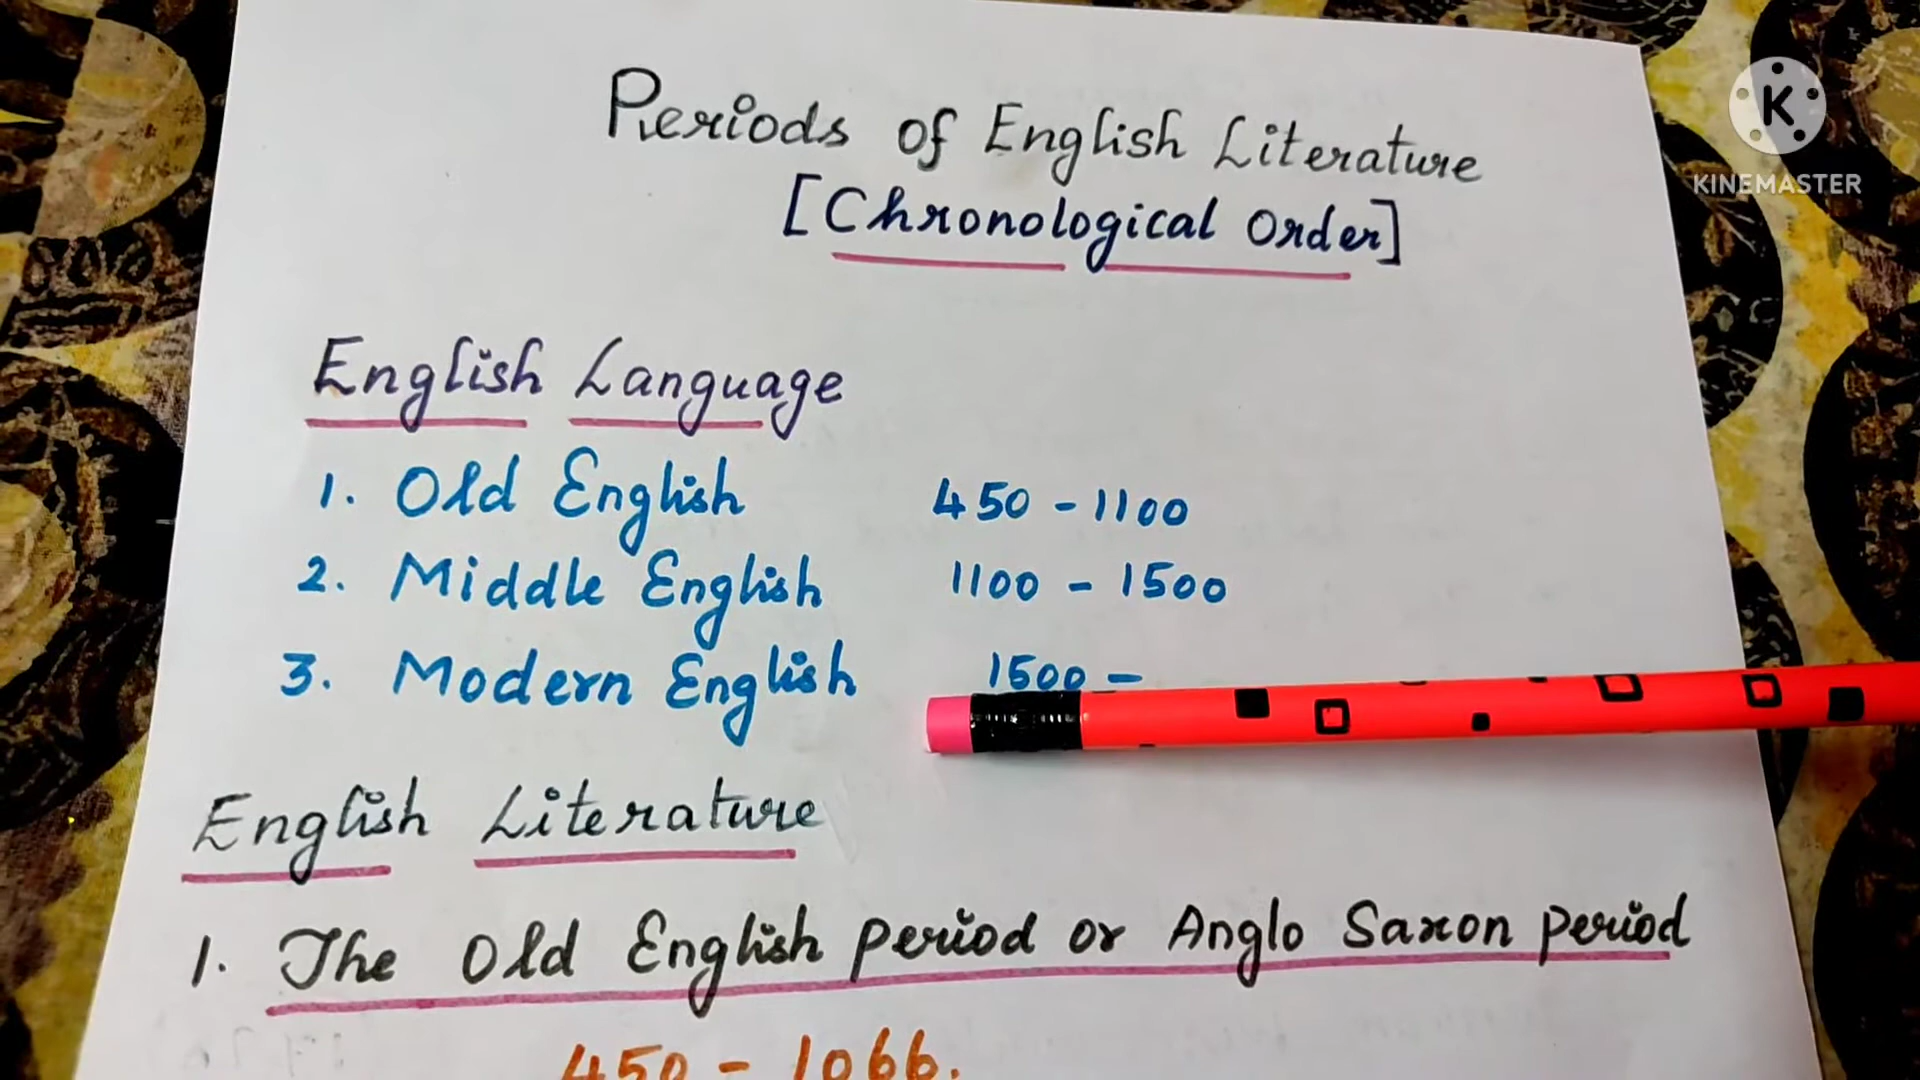 Periods of English Literature
[Chronological Order]
K
KINEMASTER
English Language
1. Old English 450 - 1100
2. Middle English 1100 - 1500
3. Modern English 1500 -
English Literature
1. The Old English period or Anglo Saxon period
450 - 1066.